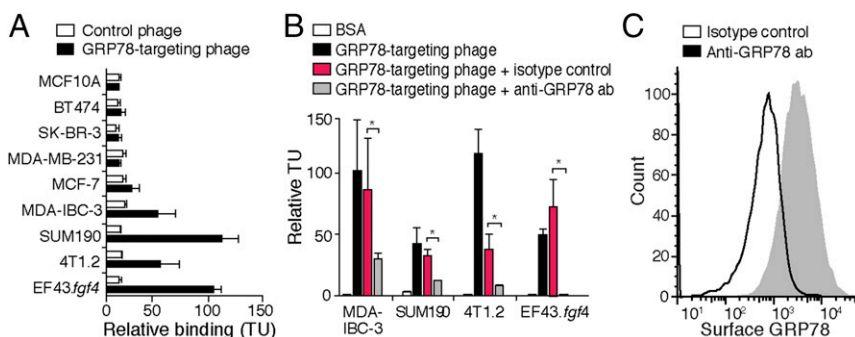 A
Control phage
GRP78-targeting phage
MCF10A
BT474
SK-BR-3
MDA-MB-231
MCF-7
MDA-IBC-3
SUM190
4T1.2
EF43.fgf4
0 50 100 150
Relative binding (TU)
B
BSA
GRP78-targeting phage
GRP78-targeting phage + isotype control
GRP78-targeting phage + anti-GRP78 ab
Relative TU
150
100
50
0
* * * *
MDA-IBC-3 SUM190 4T1.2 EF43.fgf4
C
Isotype control
Anti-GRP78 ab
Count
100
80
60
40
20
0
10¹ 10² 10³ 10⁴
Surface GRP78